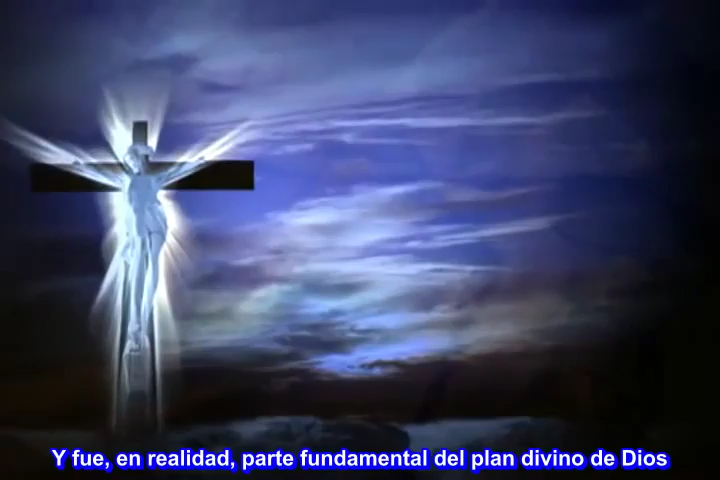 Y fue, en realidad, parte fundamental del plan divino de Dios